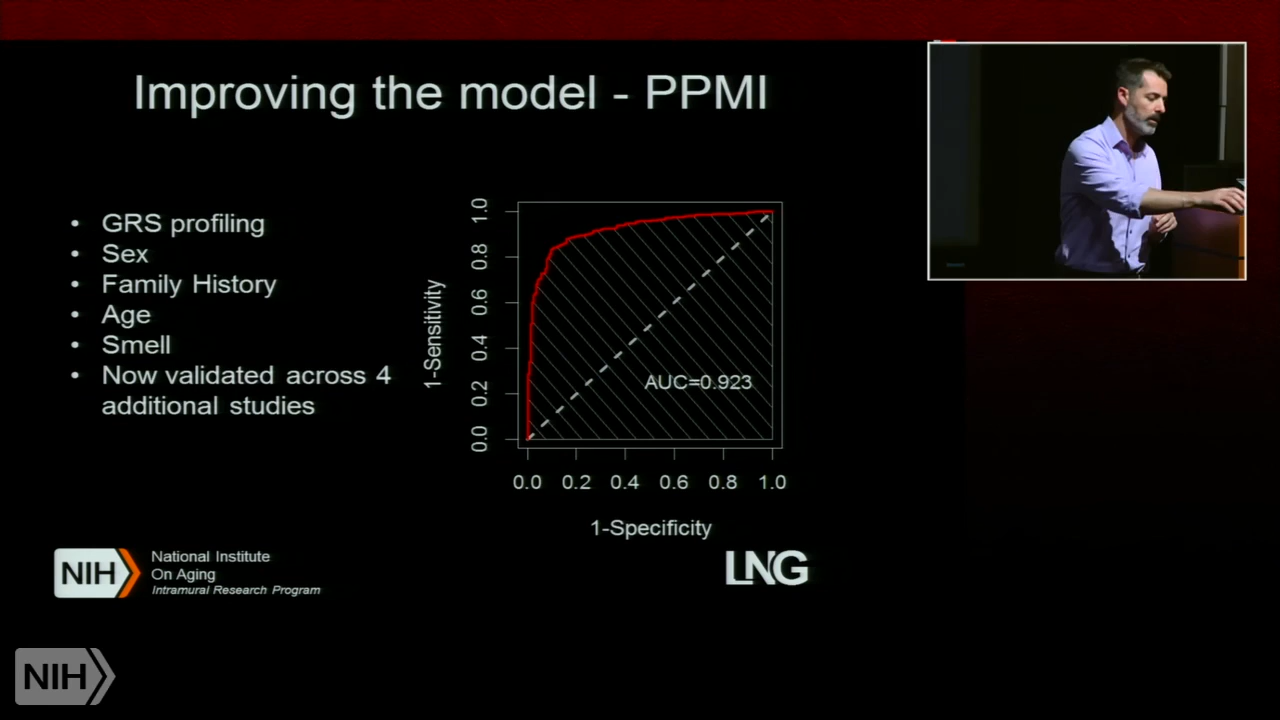 Improving the model - PPMI
• GRS profiling
• Sex
• Family History
• Age
• Smell
• Now validated across 4
additional studies
1-Sensitivity
1.0
0.8
0.6
0.4
0.2
0.0
AUC=0.923
0.0 0.2 0.4 0.6 0.8 1.0
1-Specificity
NIH
National Institute
On Aging
Intramural Research Program
LNG
NIH